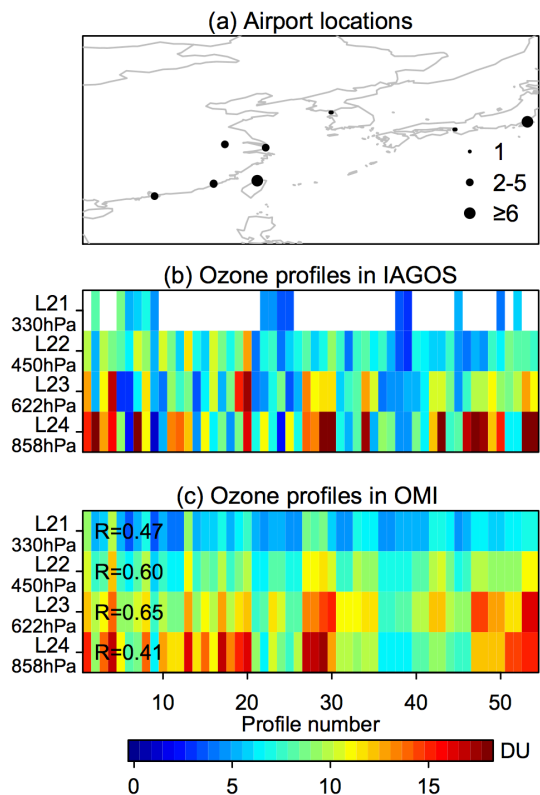 (a) Airport locations
1
2-5
≥6
(b) Ozone profiles in IAGOS
L21
330hPa
L22
450hPa
L23
622hPa
L24
858hPa
(c) Ozone profiles in OMI
L21 R=0.47
330hPa
L22 R=0.60
450hPa
L23 R=0.65
622hPa
L24 R=0.41
858hPa
10 20 30 40 50
Profile number
DU
0 5 10 15